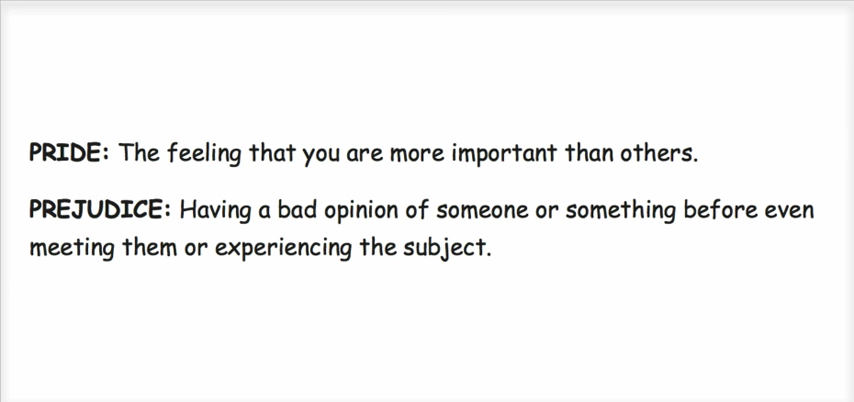 PRIDE: The feeling that you are more important than others.
PREJUDICE: Having a bad opinion of someone or something before even
meeting them or experiencing the subject.